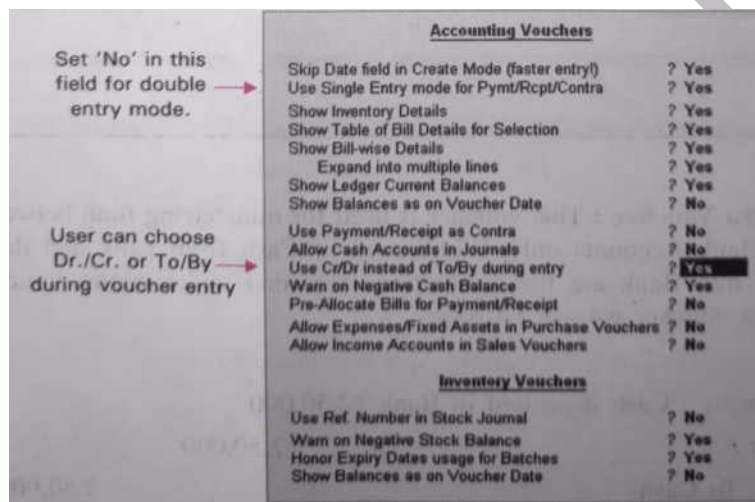 Accounting Vouchers
Set 'No' in this
field for double
entry mode.
Skip Date field in Create Mode (faster entry!) ? Yes
Use Single Entry mode for Pymt/Rcpt/Contra ? Yes
Show Inventory Details ? Yes
Show Table of Bill Details for Selection ? Yes
Show Bill-wise Details ? Yes
Expand into multiple lines ? Yes
Show Ledger Current Balances ? Yes
Show Balances as on Voucher Date ? No
User can choose
Dr./Cr. or To/By
during voucher entry
Use Payment/Receipt as Contra ? No
Allow Cash Accounts in Journals ? No
Use Cr/Dr instead of To/By during entry ? Yes
Warn on Negative Cash Balance ? Yes
Pre-Allocate Bills for Payment/Receipt ? No
Allow Expenses/Fixed Assets in Purchase Vouchers ? No
Allow Income Accounts in Sales Vouchers ? No
Inventory Vouchers
Use Ref. Number in Stock Journal ? No
Warn on Negative Stock Balance ? Yes
Honor Expiry Dates usage for Batches ? Yes
Show Balances as on Voucher Date ? No